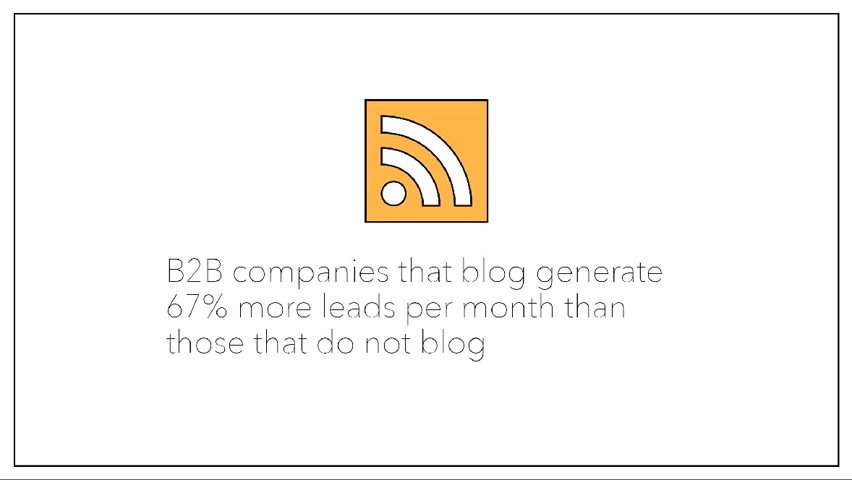 B2B companies that blog generate
67% more leads per month than
those that do not blog